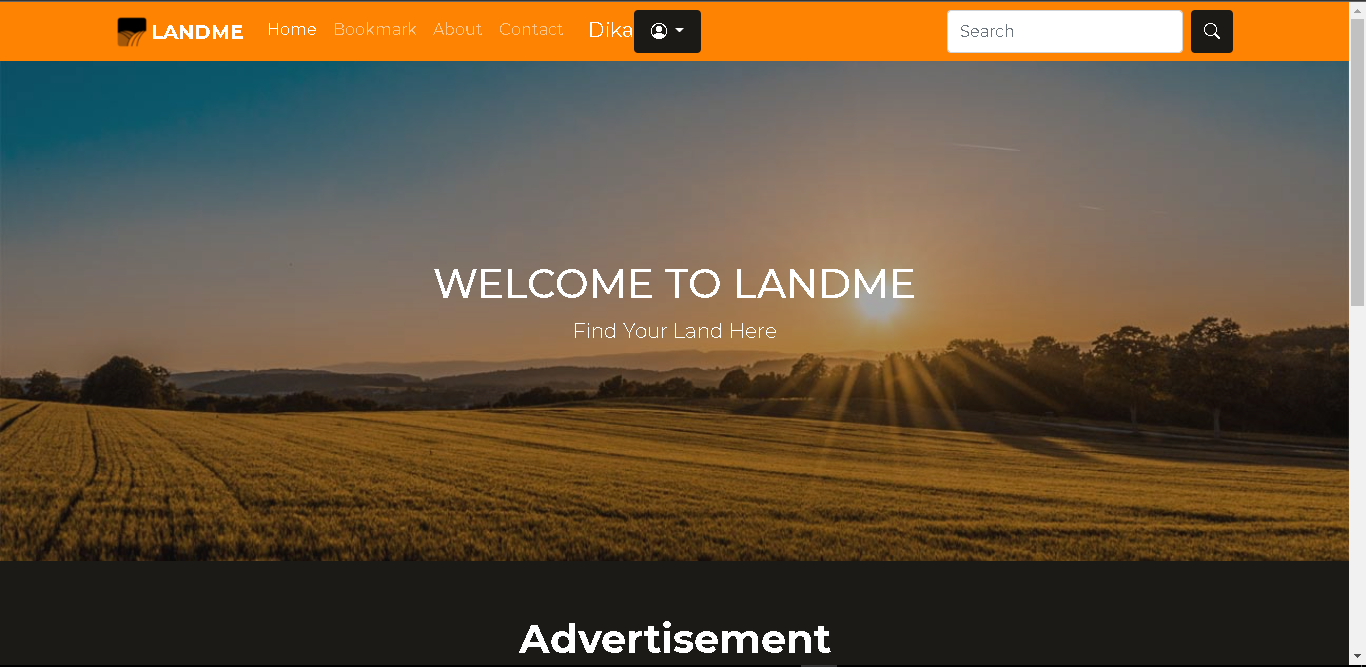 LANDME Home Bookmark About Contact Dika Search
WELCOME TO LANDME
Find Your Land Here
Advertisement